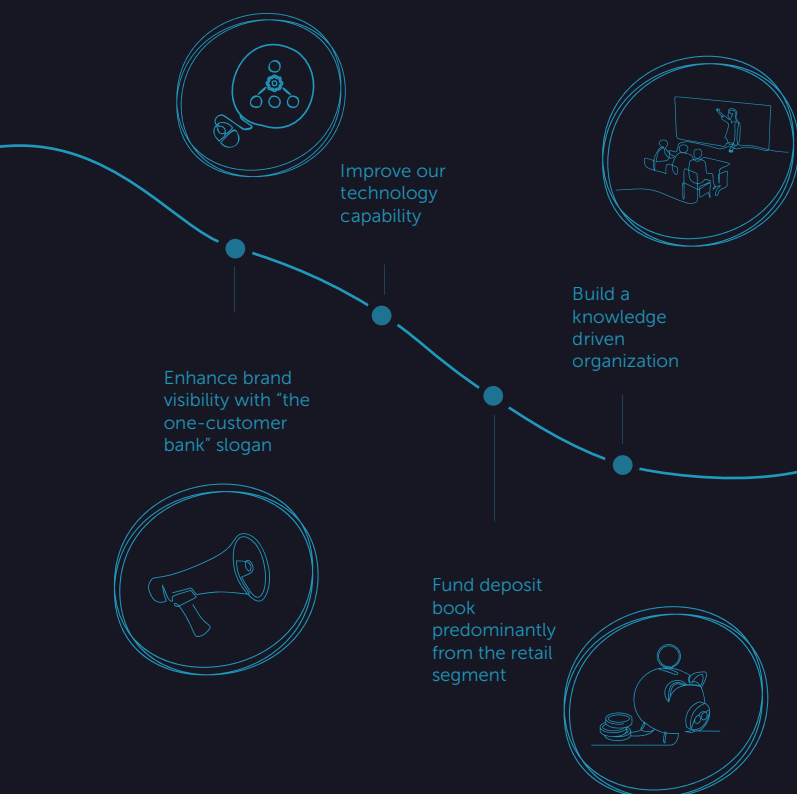 Improve our
technology
capability
Enhance brand
visibility with “the
one-customer
bank” slogan
Build a
knowledge
driven
organization
Fund deposit
book
predominantly
from the retail
segment